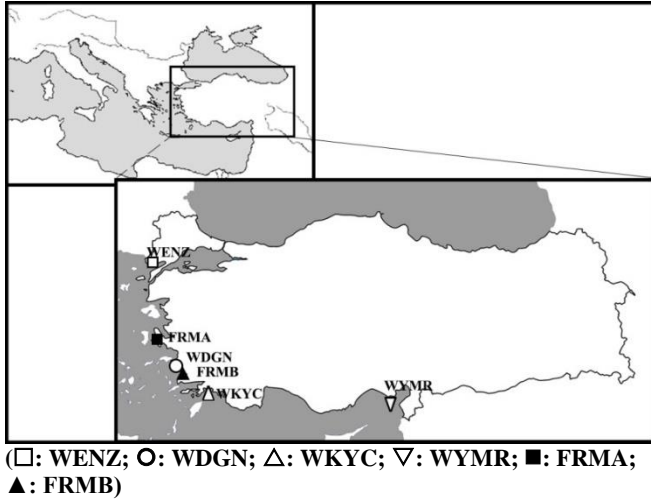 WENZ
FRMA
WDGN
FRMB
WKYC
WYMR
(□: WENZ; O: WDGN; △: WKYC; ▽: WYMR; ■: FRMA;
▲: FRMB)